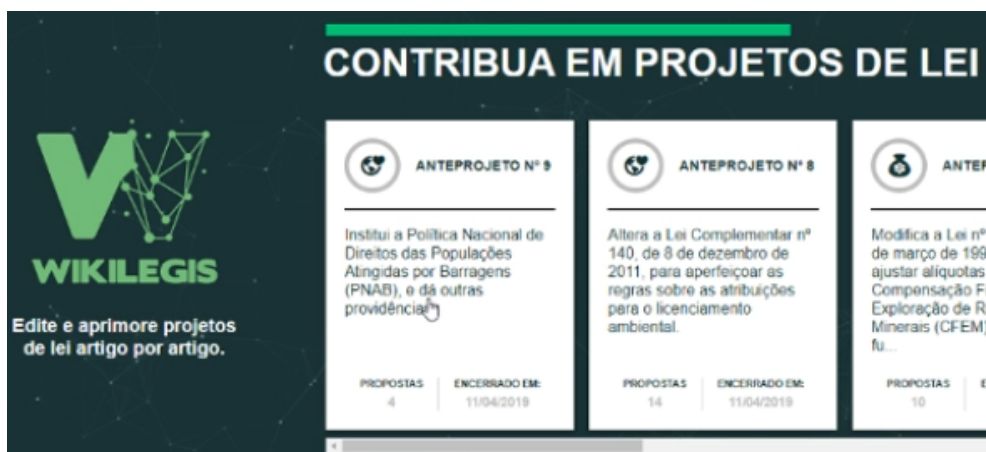 CONTRIBUA EM PROJETOS DE LEI
WIKILEGIS
Edite e aprimore projetos
de lei artigo por artigo.
ANTEPROJETO Nº 9
Institui a Política Nacional de
Direitos das Populações
Atingidas por Barragens
(PNAB), e dá outras
providência
PROPOSTAS
4
ENCERRADO EM:
11/04/2019
ANTEPROJETO Nº 8
Altera a Lei Complementar nº
140, de 8 de dezembro de
2011, para aperfeiçoar as
regras sobre as atribuições
para o licenciamento
ambiental.
PROPOSTAS
14
ENCERRADO EM:
11/04/2019
ANTEP
Modifica a Lei nº
de março de 199
ajustar alíquotas
Compensação F
Exploração de R
Minerais (CFEM)
fu...
PROPOSTAS
10
E